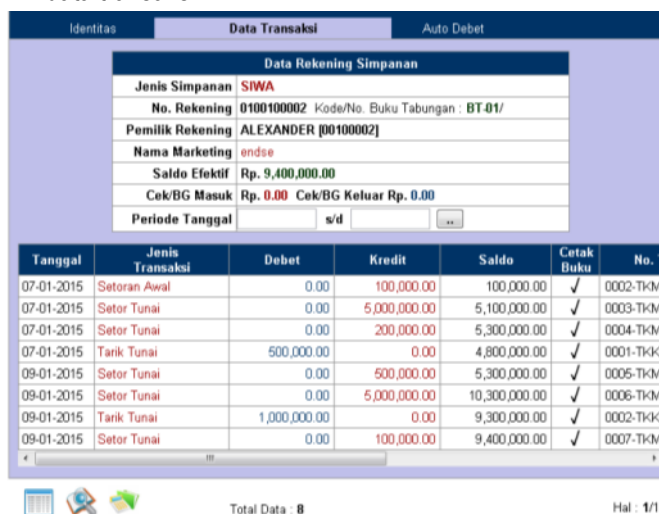 Identitas Data Transaksi Auto Debet
Data Rekening Simpanan
Jenis Simpanan SIWA
No. Rekening 0100100002 Kode/No. Buku Tabungan : BT-01/
Pemilik Rekening ALEXANDER [00100002]
Nama Marketing endse
Saldo Efektif Rp. 9,400,000.00
Cek/BG Masuk Rp. 0.00 Cek/BG Keluar Rp. 0.00
Periode Tanggal s/d ..
Tanggal Jenis Transaksi Debet Kredit Saldo Cetak Buku No.
07-01-2015 Setoran Awal 0.00 100,000.00 100,000.00 √ 0002-TKM
07-01-2015 Setor Tunai 0.00 5,000,000.00 5,100,000.00 √ 0003-TKM
07-01-2015 Setor Tunai 0.00 200,000.00 5,300,000.00 √ 0004-TKM
07-01-2015 Tarik Tunai 500,000.00 0.00 4,800,000.00 √ 0001-TKK
09-01-2015 Setor Tunai 0.00 500,000.00 5,300,000.00 √ 0005-TKM
09-01-2015 Setor Tunai 0.00 5,000,000.00 10,300,000.00 √ 0006-TKM
09-01-2015 Tarik Tunai 1,000,000.00 0.00 9,300,000.00 √ 0002-TKK
09-01-2015 Setor Tunai 0.00 100,000.00 9,400,000.00 √ 0007-TKM
Total Data : 8 Hal : 1/1